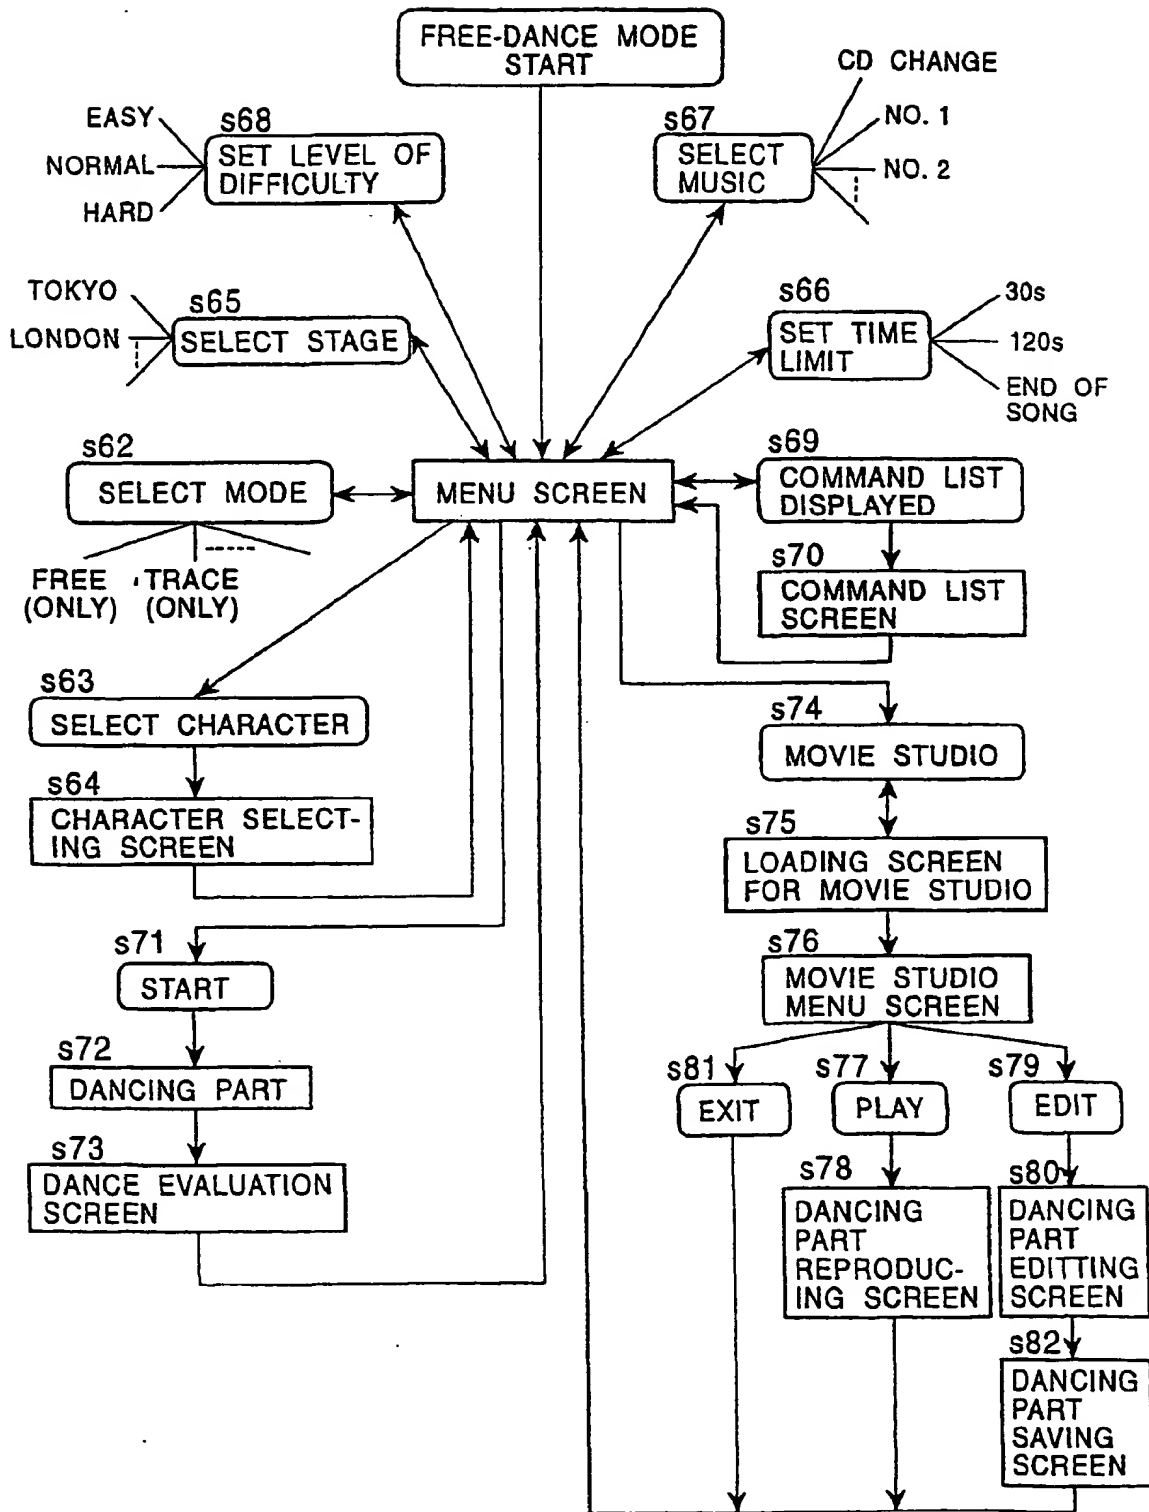 FREE-DANCE MODE
START
CD CHANGE
NO. 1
NO. 2
s67
SELECT
MUSIC
EASY
NORMAL
HARD
s68
SET LEVEL OF
DIFFICULTY
TOKYO
LONDON
s65
SELECT STAGE
s66
SET TIME
LIMIT
30s
120s
END OF
SONG
s62
SELECT MODE
FREE
(ONLY)
TRACE
(ONLY)
MENU SCREEN
s69
COMMAND LIST
DISPLAYED
s70
COMMAND LIST
SCREEN
s63
SELECT CHARACTER
s64
CHARACTER SELECT-
ING SCREEN
s71
START
s72
DANCING PART
s73
DANCE EVALUATION
SCREEN
s74
MOVIE STUDIO
s75
LOADING SCREEN
FOR MOVIE STUDIO
s76
MOVIE STUDIO
MENU SCREEN
s81
EXIT
s77
PLAY
s79
EDIT
s78
DANCING
PART
REPRODUC-
ING SCREEN
s80
DANCING
PART
EDITTING
SCREEN
s82
DANCING
PART
SAVING
SCREEN